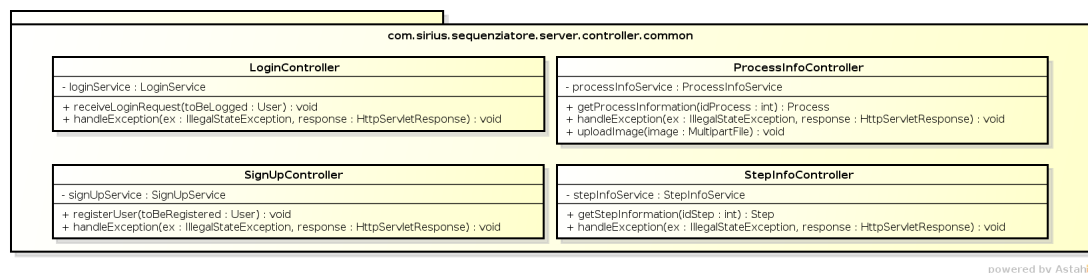 com.sirius.sequenziatore.server.controller.common
LoginController
- loginService : LoginService
+ receiveLoginRequest(toBeLogged : User) : void
+ handleException(ex : IllegalStateException, response : HttpServletResponse) : void
ProcessInfoController
- processInfoService : ProcessInfoService
+ getProcessInformation(idProcess : int) : Process
+ handleException(ex : IllegalStateException, response : HttpServletResponse) : void
+ uploadImage(image : MultipartFile) : void
SignUpController
- signUpService : SignUpService
+ registerUser(toBeRegistered : User) : void
+ handleException(ex : IllegalStateException, response : HttpServletResponse) : void
StepInfoController
- stepInfoService : StepInfoService
+ getStepInformation(idStep : int) : Step
+ handleException(ex : IllegalStateException, response : HttpServletResponse) : void
powered by Astah